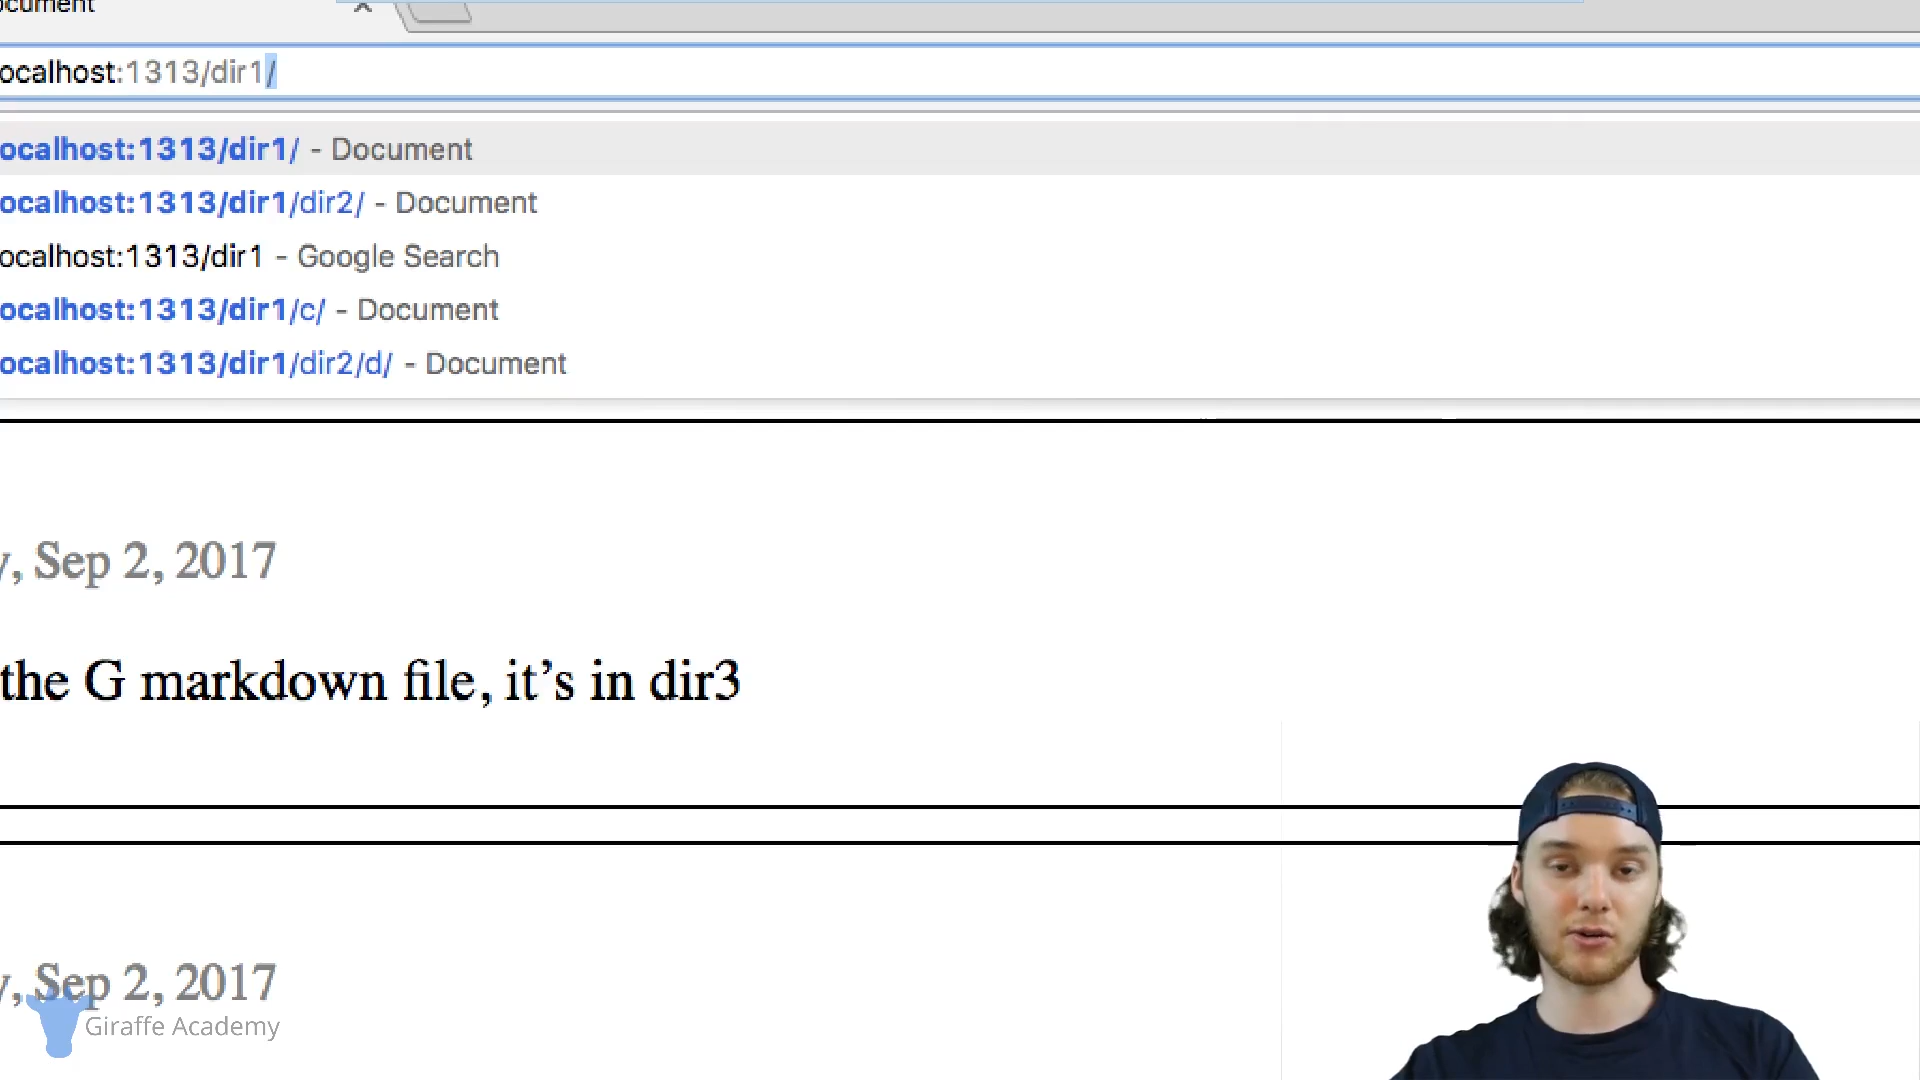 ocument
ocalhost:1313/dir1/
ocalhost:1313/dir1/ - Document
ocalhost:1313/dir1/dir2/ - Document
ocalhost:1313/dir1 - Google Search
ocalhost:1313/dir1/c/ - Document
ocalhost:1313/dir1/dir2/d/ - Document
y, Sep 2, 2017
the G markdown file, it’s in dir3
y, Sep 2, 2017
Giraffe Academy